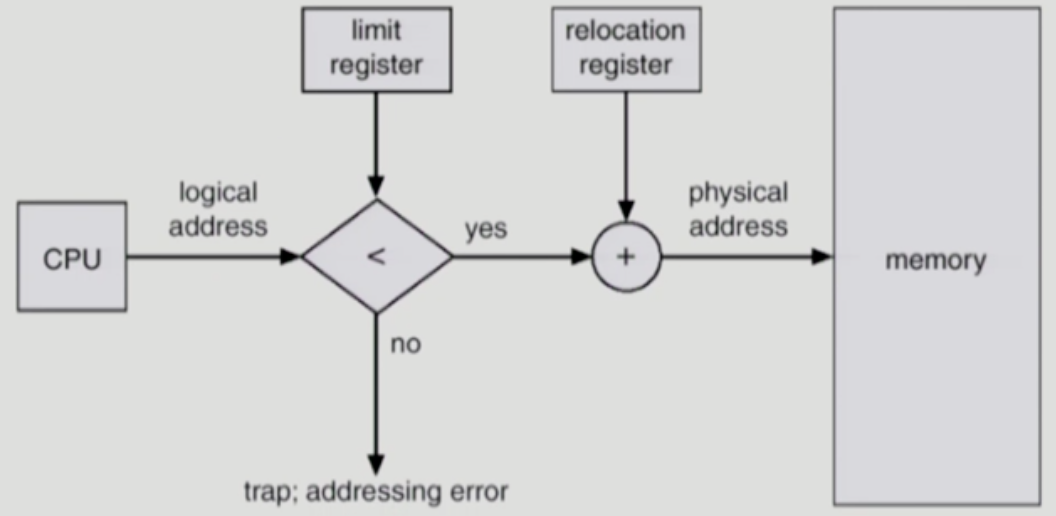 limit
register
relocation
register
logical
address
physical
address
CPU
<
yes
+
memory
no
trap; addressing error